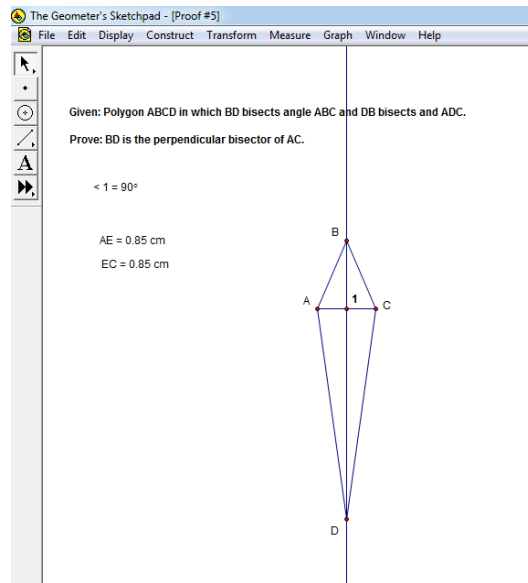 The Geometer's Sketchpad - [Proof #5]
File Edit Display Construct Transform Measure Graph Window Help
A
Given: Polygon ABCD in which BD bisects angle ABC and DB bisects and ADC.
Prove: BD is the perpendicular bisector of AC.
< 1 = 90º
AE = 0.85 cm
EC = 0.85 cm
B
A 1 C
D